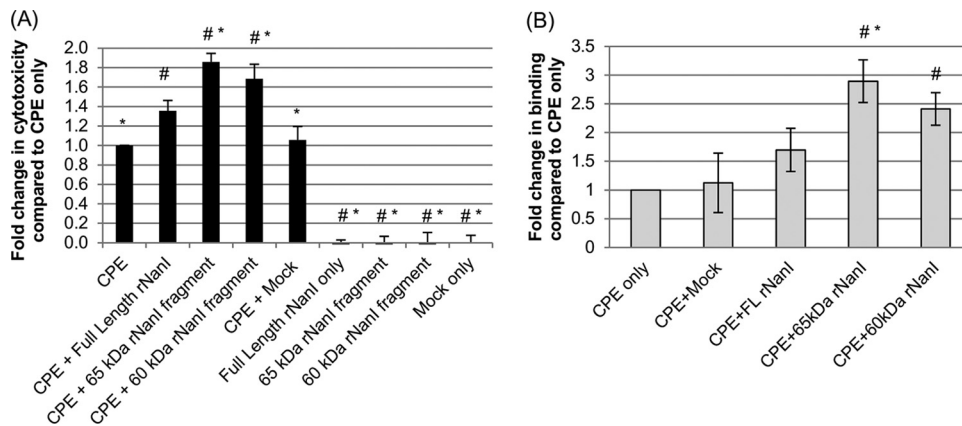 (A)
Fold change in cytotoxicity
compared to CPE only
2.0
1.8
1.6
1.4
1.2
1.0
0.8
0.6
0.4
0.2
0.0
*
#
# *
# *
*
# *
# *
# *
# *
CPE
CPE + Full Length rNanI
CPE + 65 kDa rNanI fragment
CPE + 60 kDa rNanI fragment
CPE + Mock
Full Length rNanI only
65 kDa rNanI fragment
60 kDa rNanI fragment
Mock only
(B)
Fold change in binding
compared to CPE only
3.5
3
2.5
2
1.5
1
0.5
0
# *
#
CPE only
CPE+Mock
CPE+FL rNanI
CPE+65kDa rNanI
CPE+60kDa rNanI